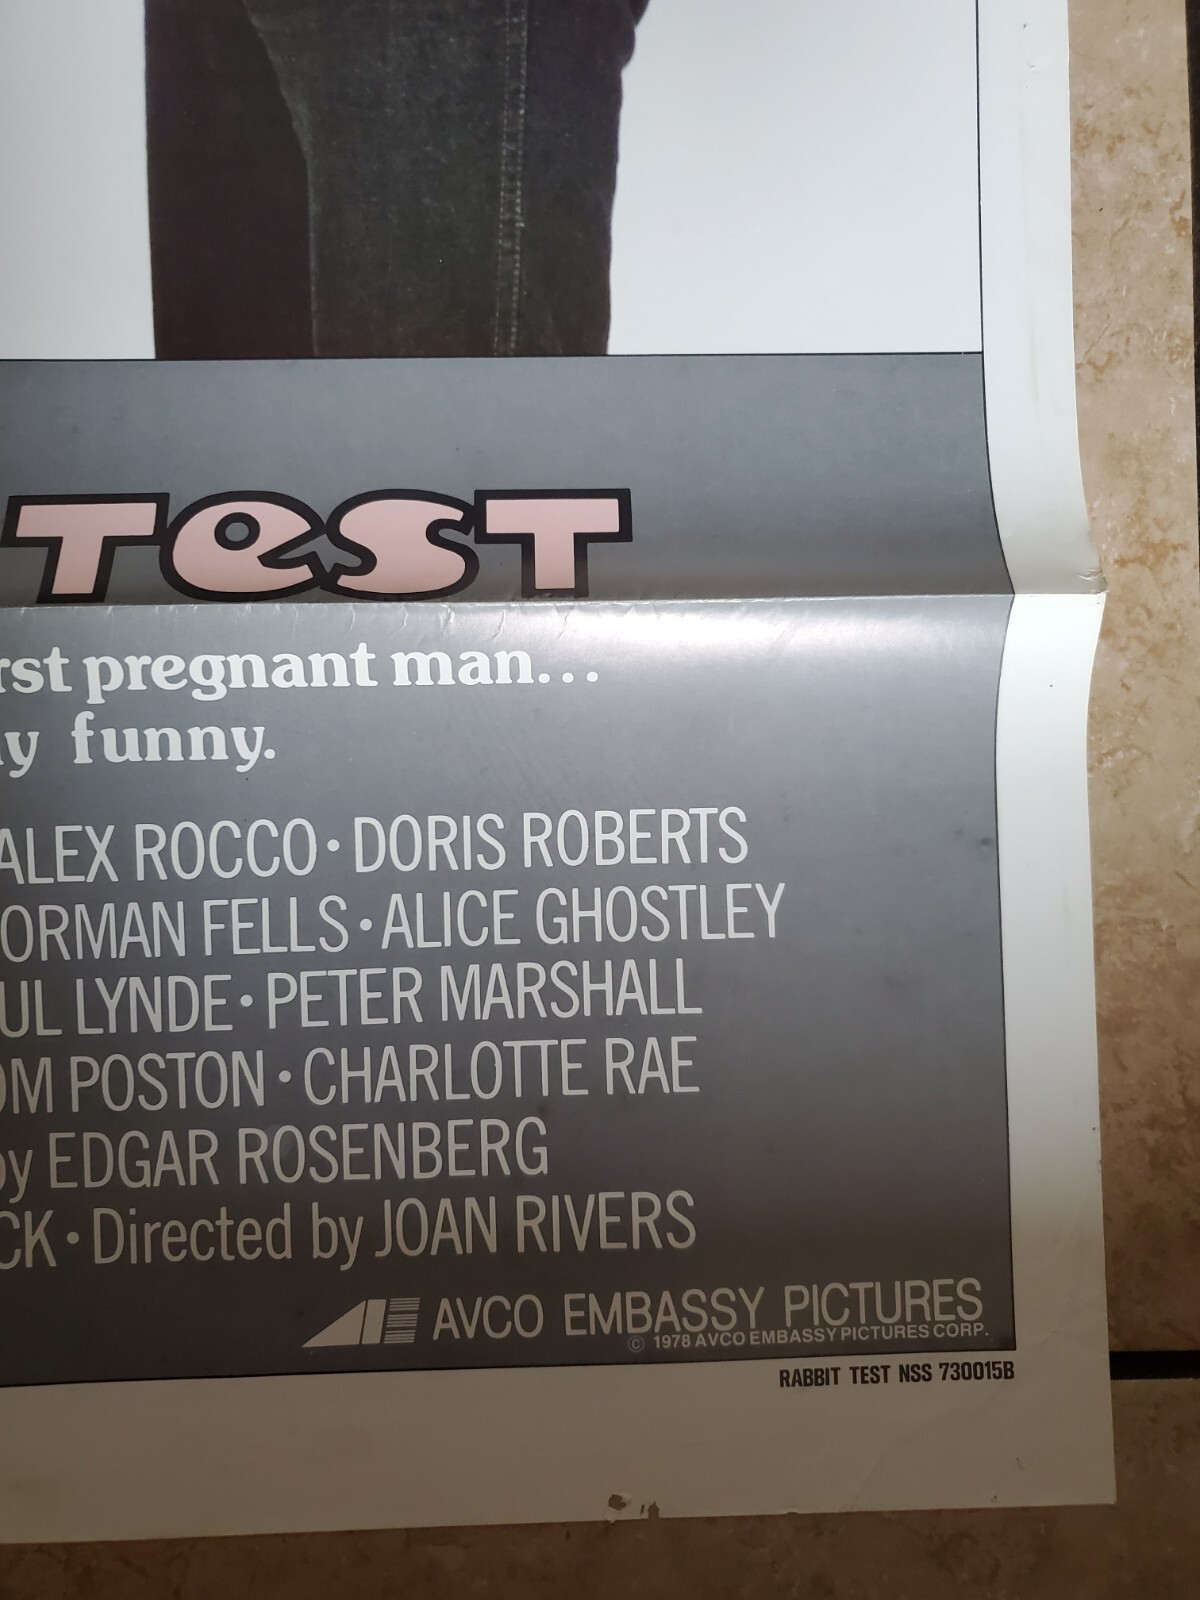 TEST
rst pregnant man...
y funny.
ALEX ROCCO • DORIS ROBERTS
ORMAN FELLS • ALICE GHOSTLEY
UL LYNDE • PETER MARSHALL
OM POSTON • CHARLOTTE RAE
by EDGAR ROSENBERG
CK • Directed by JOAN RIVERS
AVCO EMBASSY PICTURES
© 1978 AVCO EMBASSY PICTURES CORP.
RABBIT TEST NSS 730015B